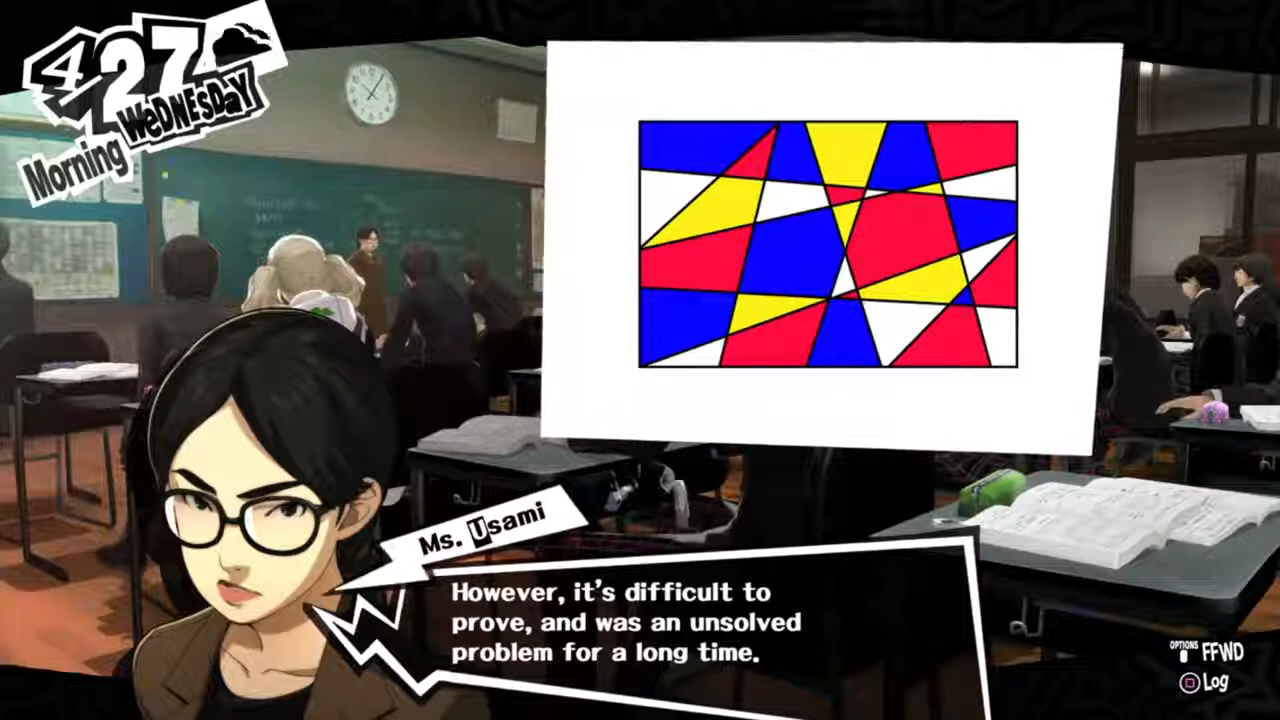 4 27
WeDNESDaY
Morning
Ms. Usami
However, it's difficult to
prove, and was an unsolved
problem for a long time.
OPTIONS FFWD
Log